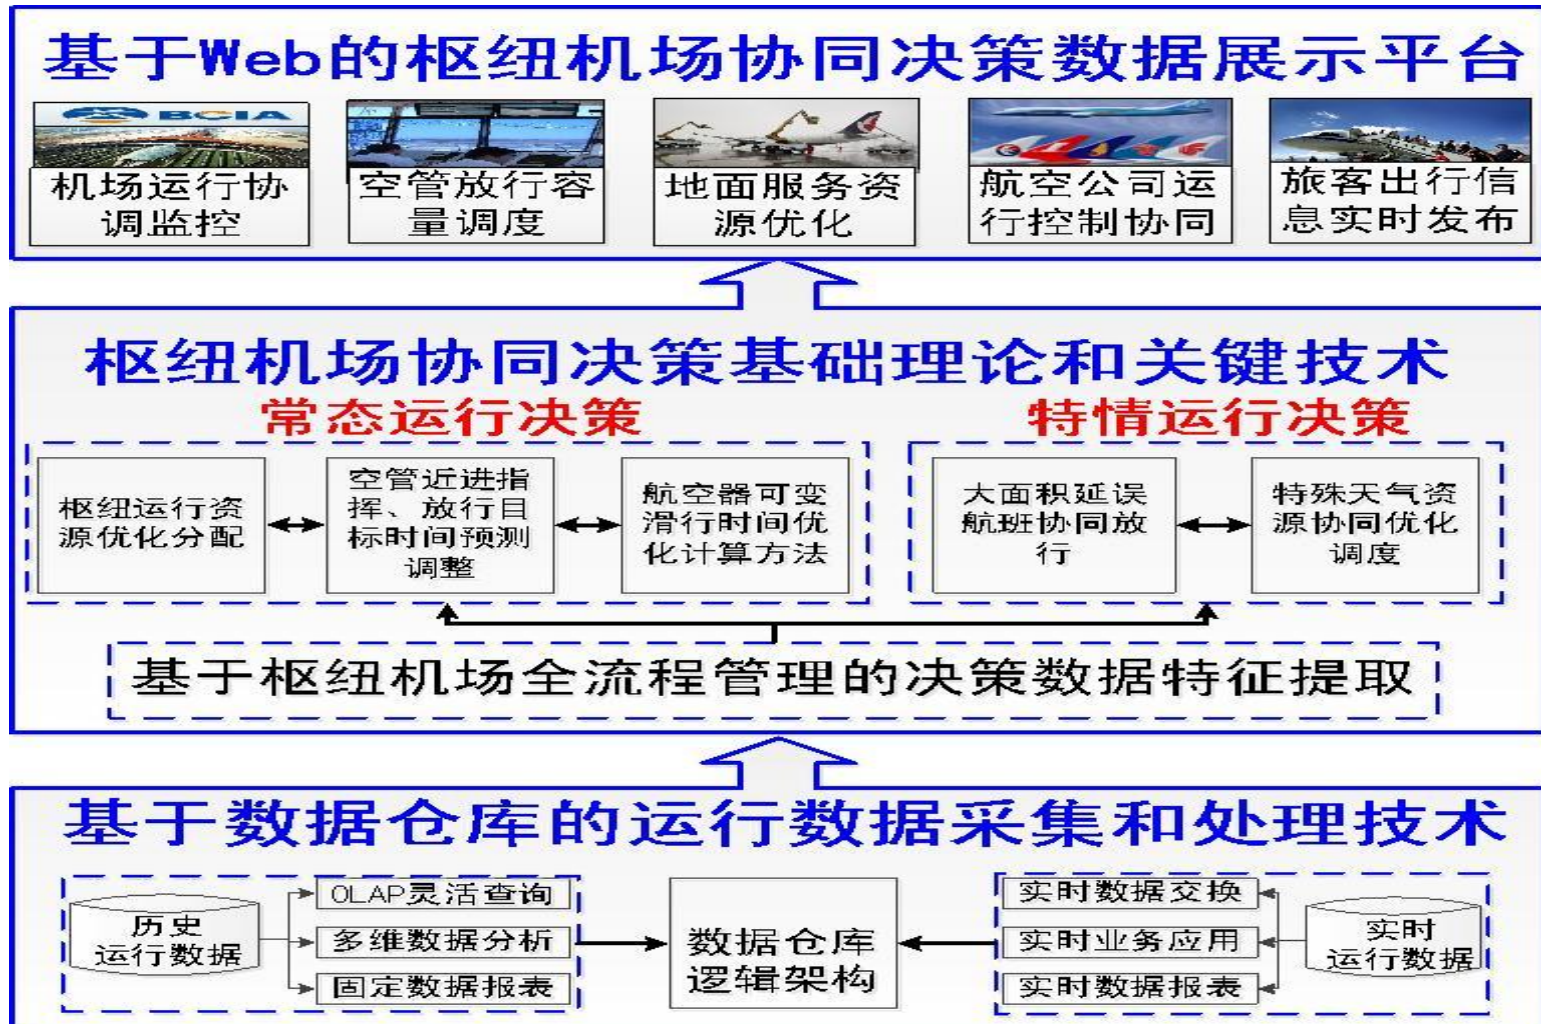 基于Web的枢纽机场协同决策数据展示平台
BCIA
机场运行协
调监控
空管放行容
量调度
地面服务资
源优化
航空公司运
行控制协同
旅客出行信
息实时发布
枢纽机场协同决策基础理论和关键技术
常态运行决策
特情运行决策
枢纽运行资
源优化分配
空管近进指
挥、放行目
标时间预测
调整
航空器可变
滑行时间优
化计算方法
大面积延误
航班协同放
行
特殊天气资
源协同优化
调度
基于枢纽机场全流程管理的决策数据特征提取
基于数据仓库的运行数据采集和处理技术
历史
运行数据
OLAP灵活查询
多维数据分析
固定数据报表
数据仓库
逻辑架构
实时数据交换
实时业务应用
实时数据报表
实时
运行数据